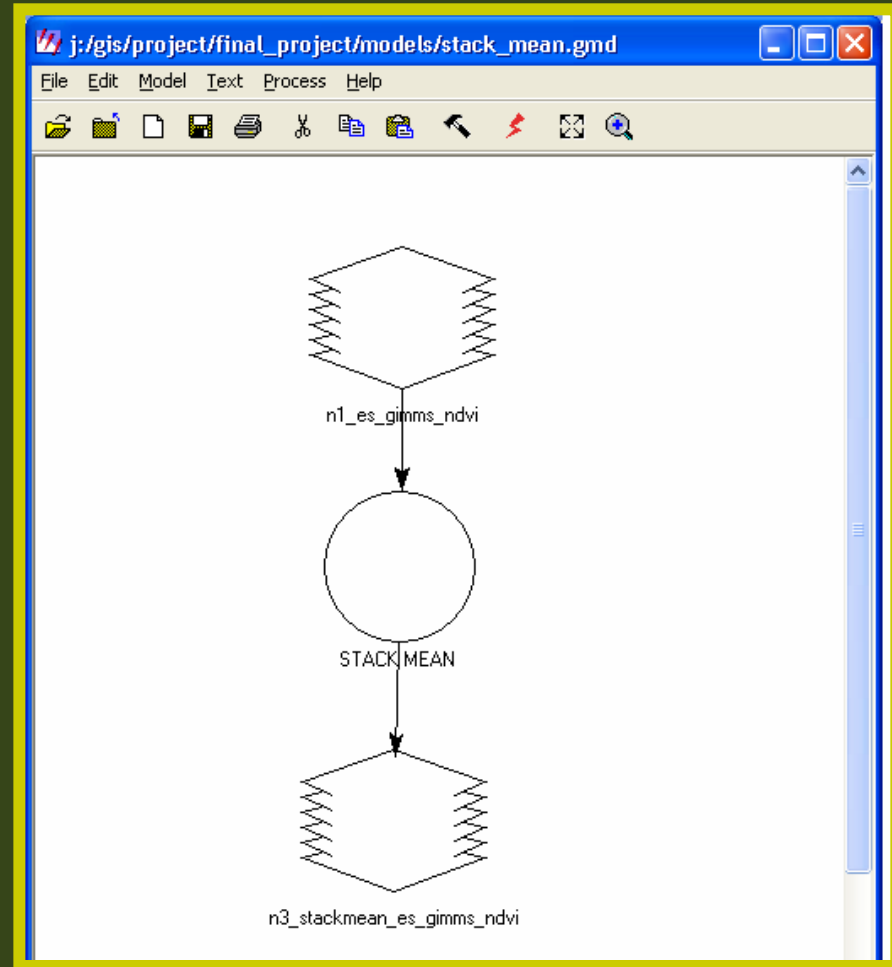 j:/gis/project/final_project/models/stack_mean.gmd
File Edit Model Text Process Help
n1_es_gimms_ndvi
STACK MEAN
n3_stackmean_es_gimms_ndvi